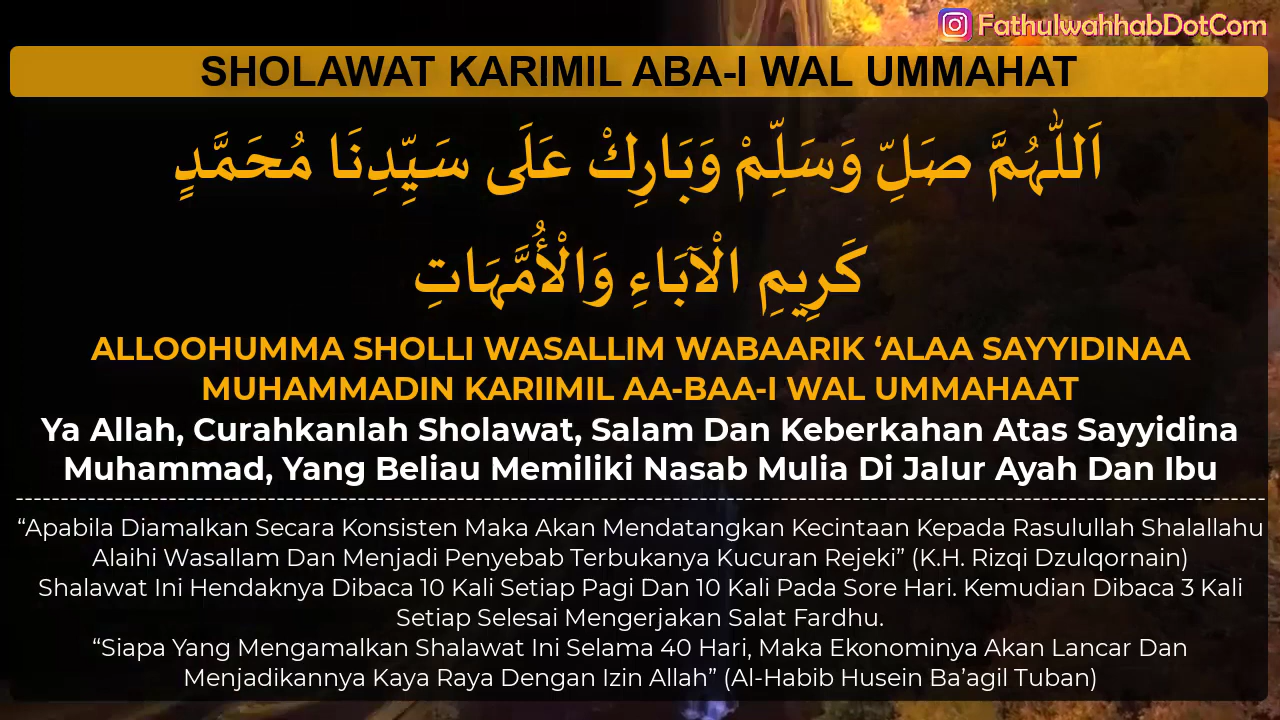 FathulwahhabDotCom
SHOLAWAT KARIMIL ABA-I WAL UMMAHAT
اَللّٰهُمَّ صَلِّ وَسَلِّمْ وَبَارِكْ عَلَى سَيِّدِنَا مُحَمَّدٍ
كَرِيمِ الْآبَاءِ وَالْأُمَّهَاتِ
ALLOOHUMMA SHOLLI WASALLIM WABAARIK ‘ALAA SAYYIDINAA
MUHAMMADIN KARIIMIL AA-BAA-I WAL UMMAHAAT
Ya Allah, Curahkanlah Sholawat, Salam Dan Keberkahan Atas Sayyidina
Muhammad, Yang Beliau Memiliki Nasab Mulia Di Jalur Ayah Dan Ibu
“Apabila Diamalkan Secara Konsisten Maka Akan Mendatangkan Kecintaan Kepada Rasulullah Shalallahu
Alaihi Wasallam Dan Menjadi Penyebab Terbukanya Kucuran Rejeki” (K.H. Rizqi Dzulqornain)
Shalawat Ini Hendaknya Dibaca 10 Kali Setiap Pagi Dan 10 Kali Pada Sore Hari. Kemudian Dibaca 3 Kali
Setiap Selesai Mengerjakan Salat Fardhu.
“Siapa Yang Mengamalkan Shalawat Ini Selama 40 Hari, Maka Ekonominya Akan Lancar Dan
Menjadikannya Kaya Raya Dengan Izin Allah” (Al-Habib Husein Ba’agil Tuban)